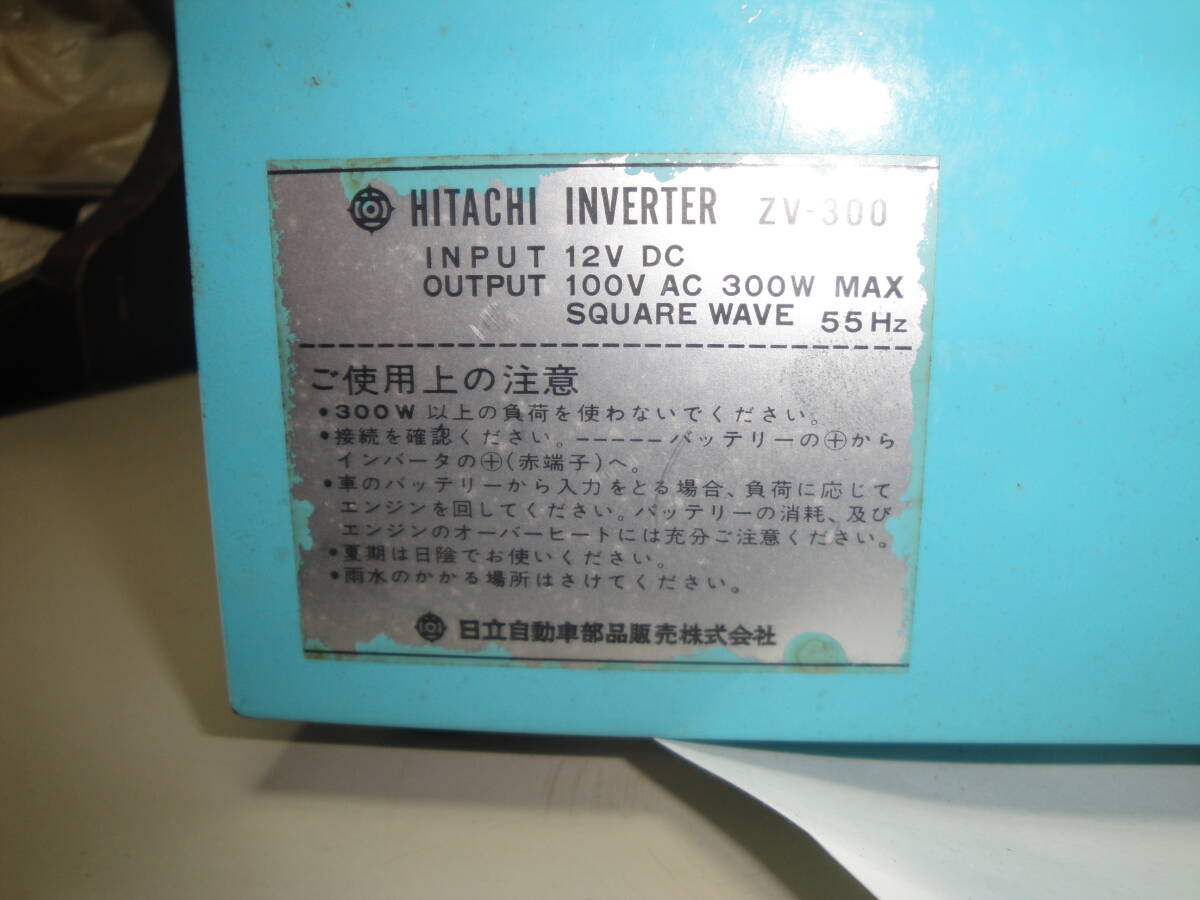 HITACHI INVERTER ZV-300
INPUT 12V DC
OUTPUT 100V AC 300W MAX
SQUARE WAVE 55Hz
ご使用上の注意
•300W以上の負荷を使わないでください。
•接続を確認ください。-----バッテリーの⊕から
インバータの⊕(赤端子)へ。
•車のバッテリーから入力をとる場合、負荷に応じて
エンジンを回してください。バッテリーの消耗、及び
エンジンのオーバーヒートには充分ご注意ください。
•夏期は日陰でお使いください。
•雨水のかかる場所はさけてください。
日立自動車部品販売株式会社